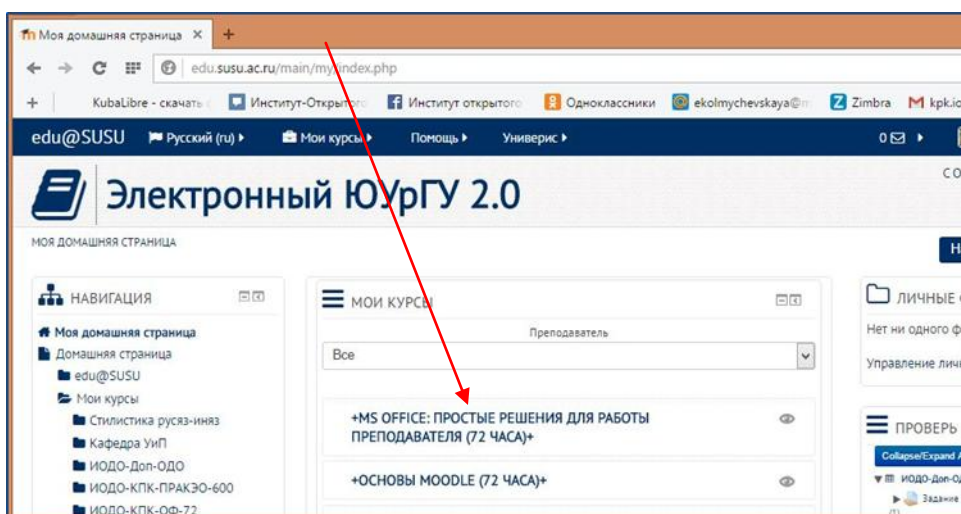 Моя домашняя страница
edu.susu.ac.ru/main/my/index.php
KubaLibre - скачать
Институт-Открытого
Институт открытого
Одноклассники
ekolmychevskaya@
Zimbra
kpk.io
edu@SUSU
Русский (ru)
Мои курсы
Помощь
Универис
0
СО
Электронный ЮУрГУ 2.0
МОЯ ДОМАШНЯЯ СТРАНИЦА
Н
НАВИГАЦИЯ
Моя домашняя страница
Домашняя страница
edu@SUSU
Мои курсы
Стилистика русяз-иняз
Кафедра УиП
ИОДО-Доп-ОДО
ИОДО-КПК-ПРАКЭО-600
ИОДО-КПК-ОФ-72
МОИ КУРСЫ
Преподаватель
Все
+MS OFFICE: ПРОСТЫЕ РЕШЕНИЯ ДЛЯ РАБОТЫ
ПРЕПОДАВАТЕЛЯ (72 ЧАСА)+
+ОСНОВЫ MOODLE (72 ЧАСА)+
ЛИЧНЫЕ
Нет ни одного ф
Управление личн
ПРОВЕРЬ
Collapse/Expand A
ИОДО-Доп-ОД
Задание